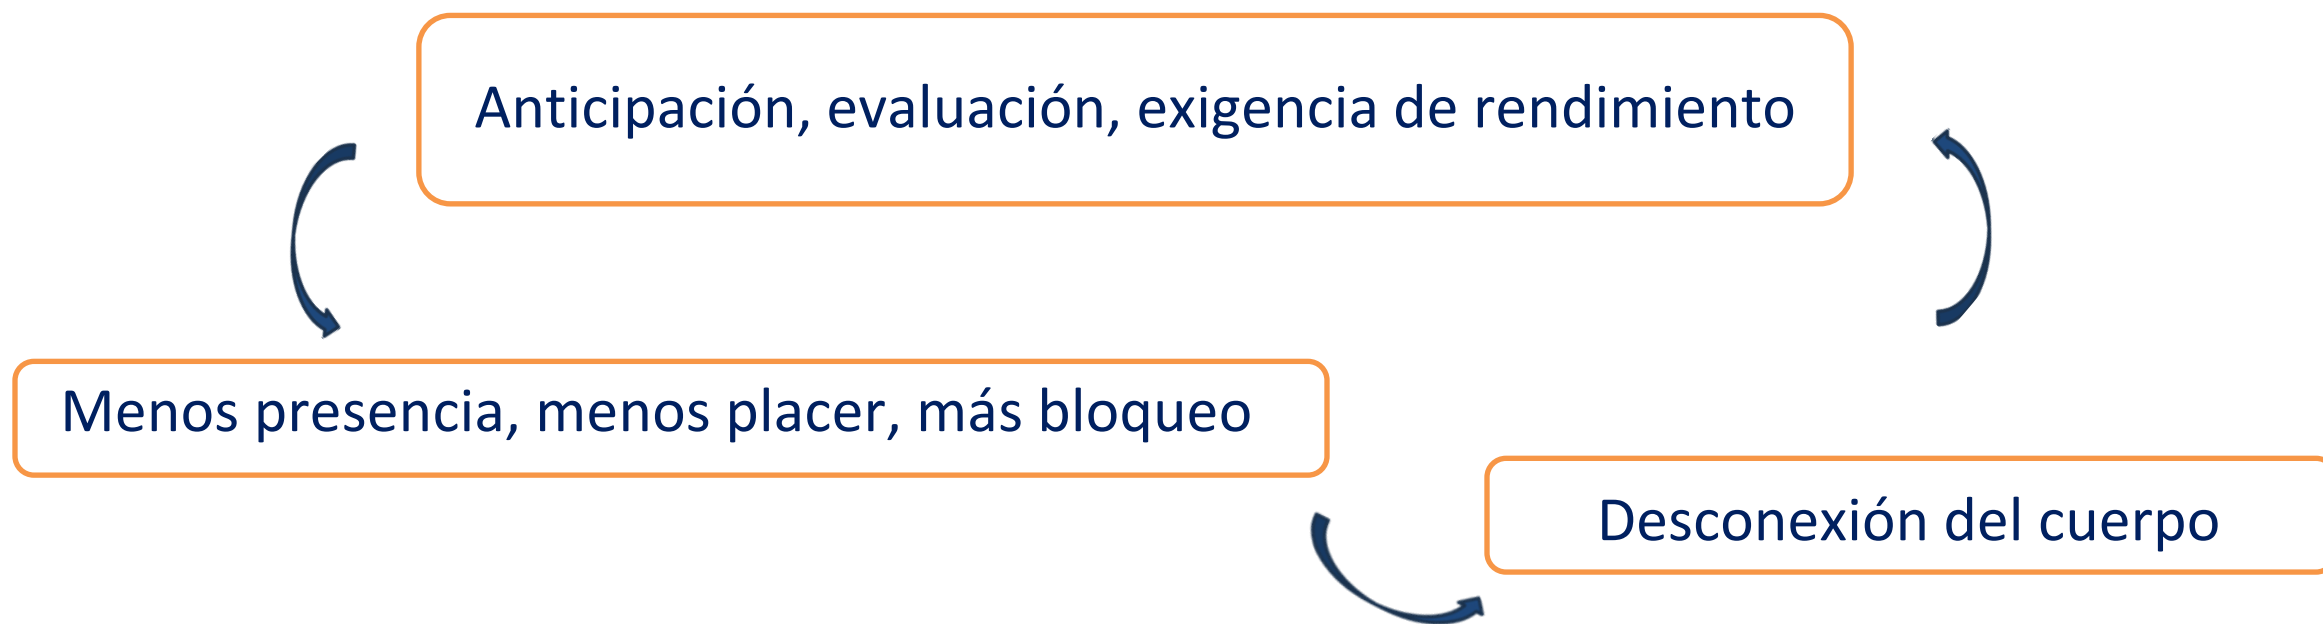 Anticipación, evaluación, exigencia de rendimiento
Menos presencia, menos placer, más bloqueo
Desconexión del cuerpo